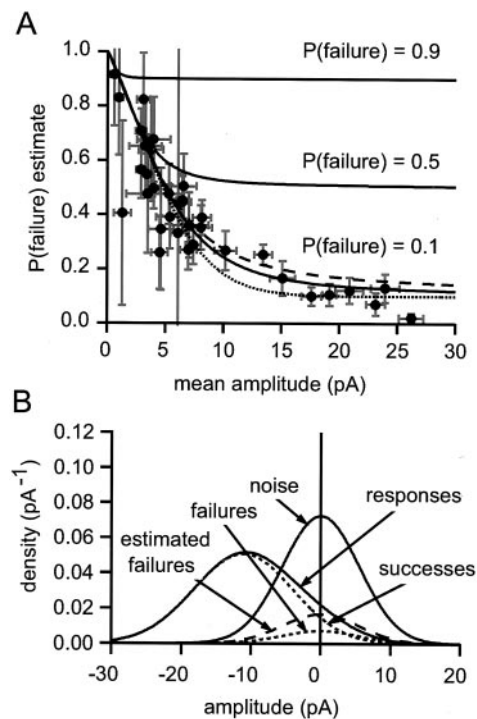 A
P(failure) = 0.9
P(failure) = 0.5
P(failure) = 0.1
P(failure) estimate
1.0
0.8
0.6
0.4
0.2
0.0
0 5 10 15 20 25 30
mean amplitude (pA)
B
density (pA⁻¹)
0.12
0.10
0.08
0.06
0.04
0.02
0.00
noise
responses
failures
estimated
failures
successes
-30 -20 -10 0 10 20
amplitude (pA)